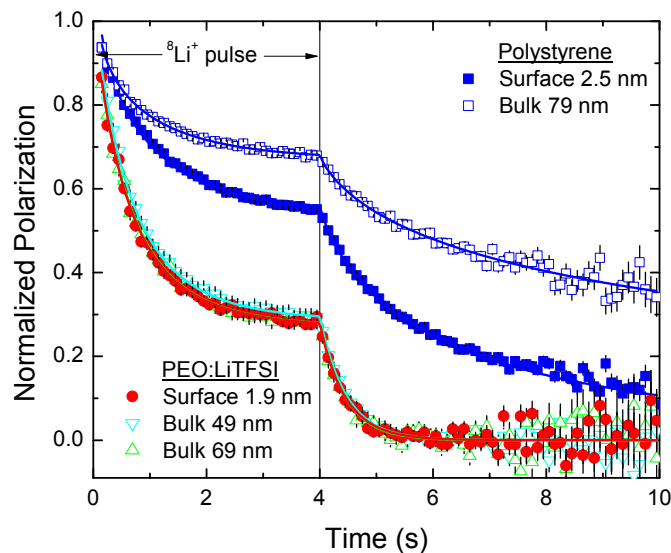 1.0
0.8
0.6
0.4
0.2
0.0
Normalized Polarization
⁸Li⁺ pulse
Polystyrene
Surface 2.5 nm
Bulk 79 nm
PEO:LiTFSI
Surface 1.9 nm
Bulk 49 nm
Bulk 69 nm
0 2 4 6 8 10
Time (s)